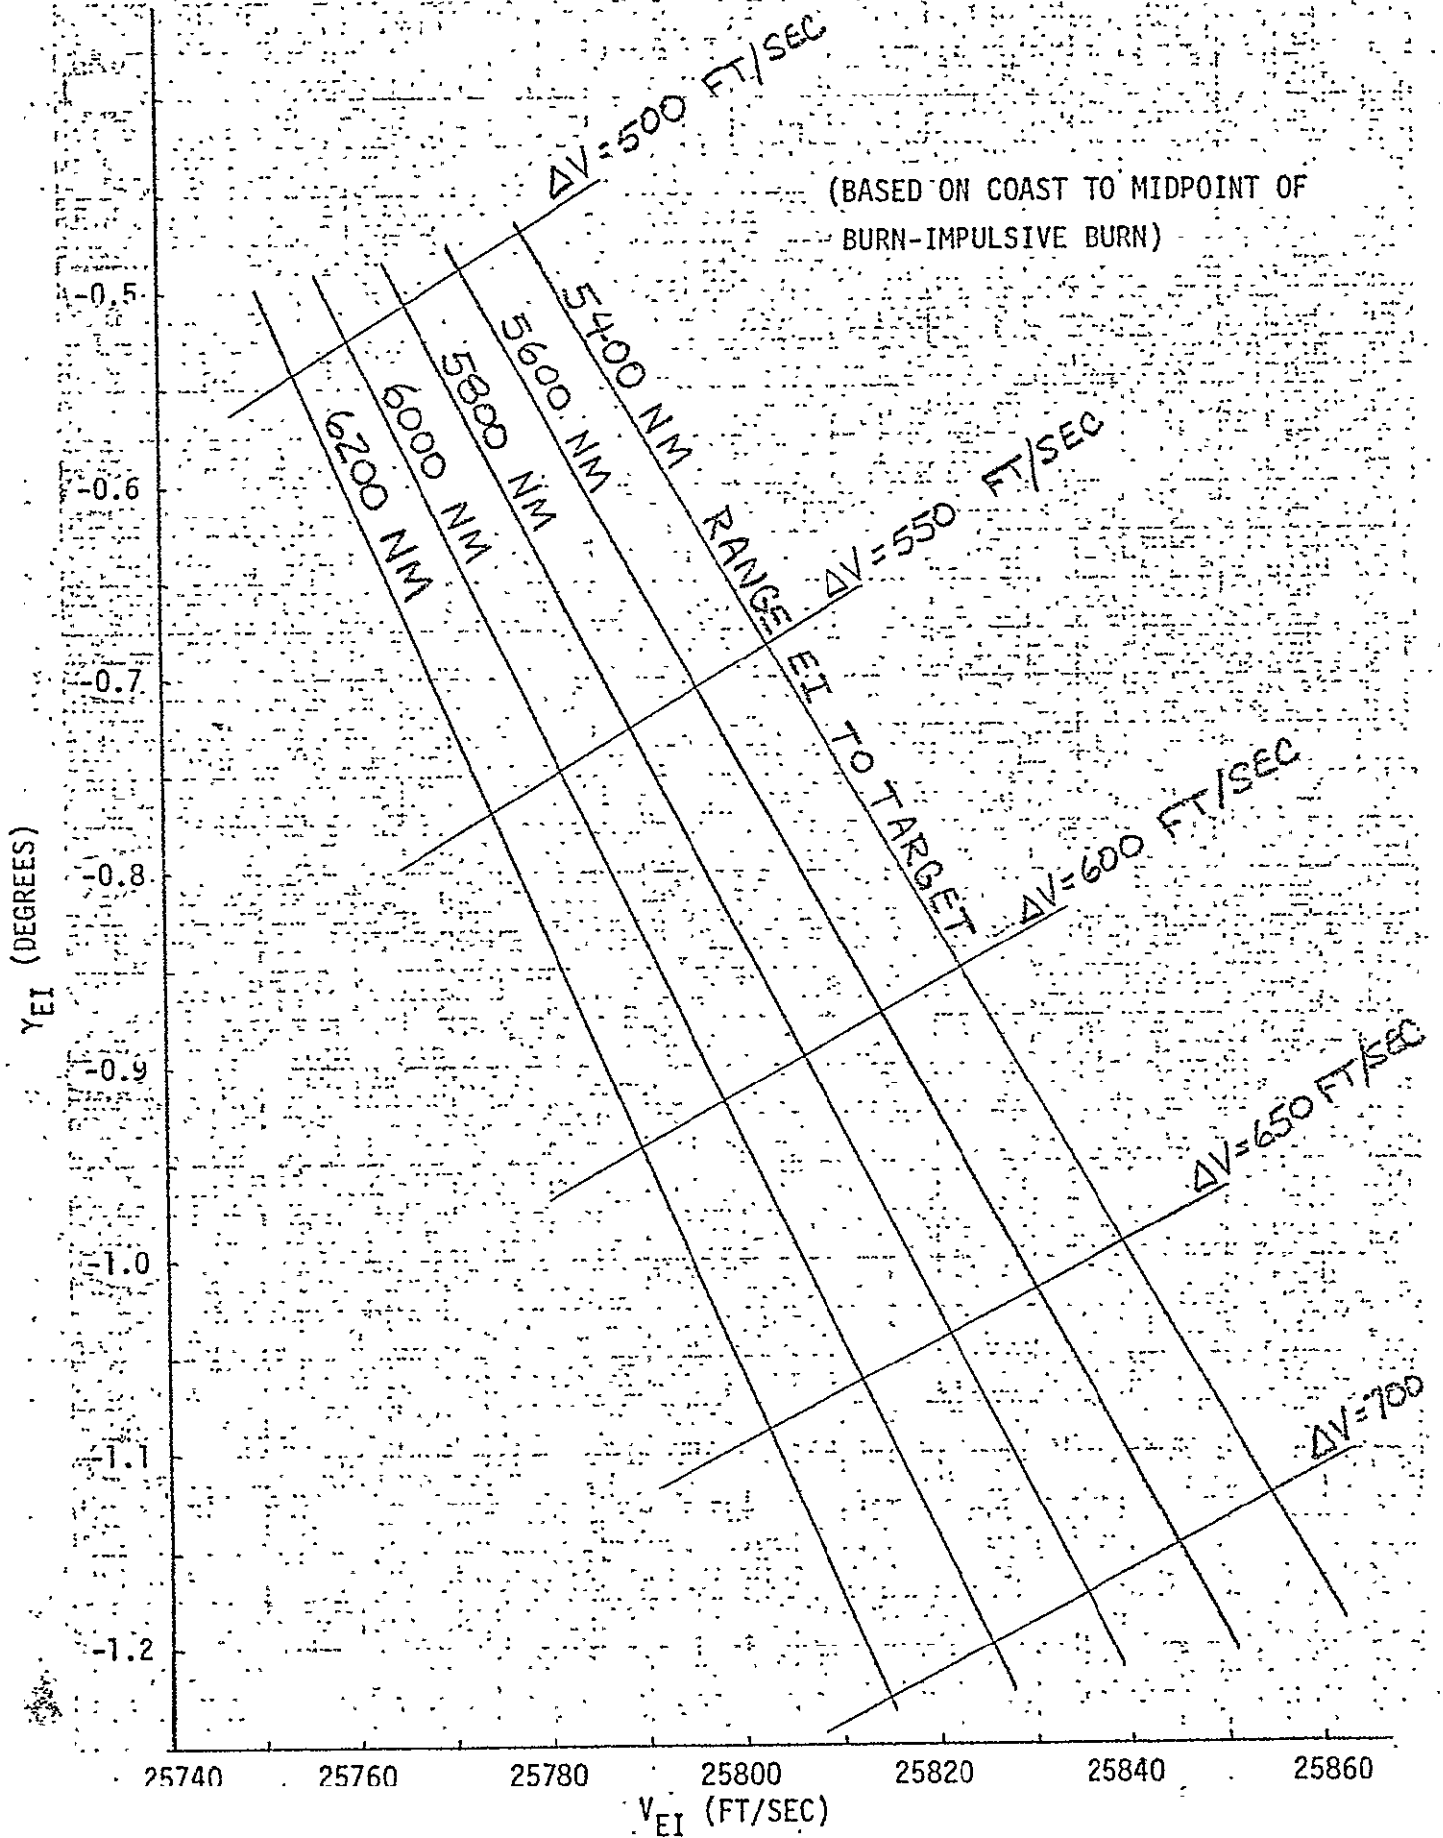 ΔV=500 FT/SEC
(BASED ON COAST TO MIDPOINT OF
BURN-IMPULSIVE BURN)
5400 NM RANGE EI TO TARGET
5600 NM
5800 NM
6000 NM
6200 NM
ΔV=550 FT/SEC
ΔV=600 FT/SEC
ΔV=650 FT/SEC
ΔV=700
-0.5
-0.6
-0.7
-0.8
-0.9
-1.0
-1.1
-1.2
γEI (DEGREES)
25740 25760 25780 25800 25820 25840 25860
VEI (FT/SEC)